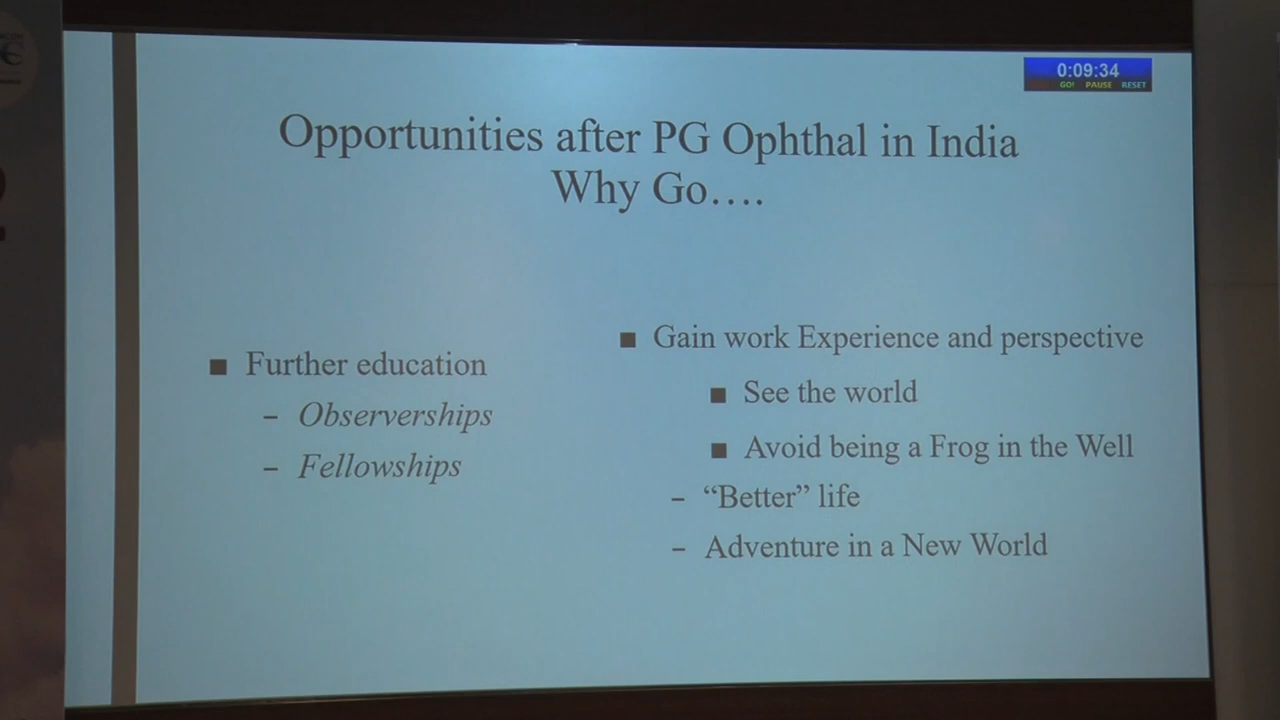 0:09:34
GO! PAUSE RESET
Opportunities after PG Ophthal in India
Why Go....
■ Further education
– Observerships
– Fellowships
■ Gain work Experience and perspective
■ See the world
■ Avoid being a Frog in the Well
– “Better” life
– Adventure in a New World